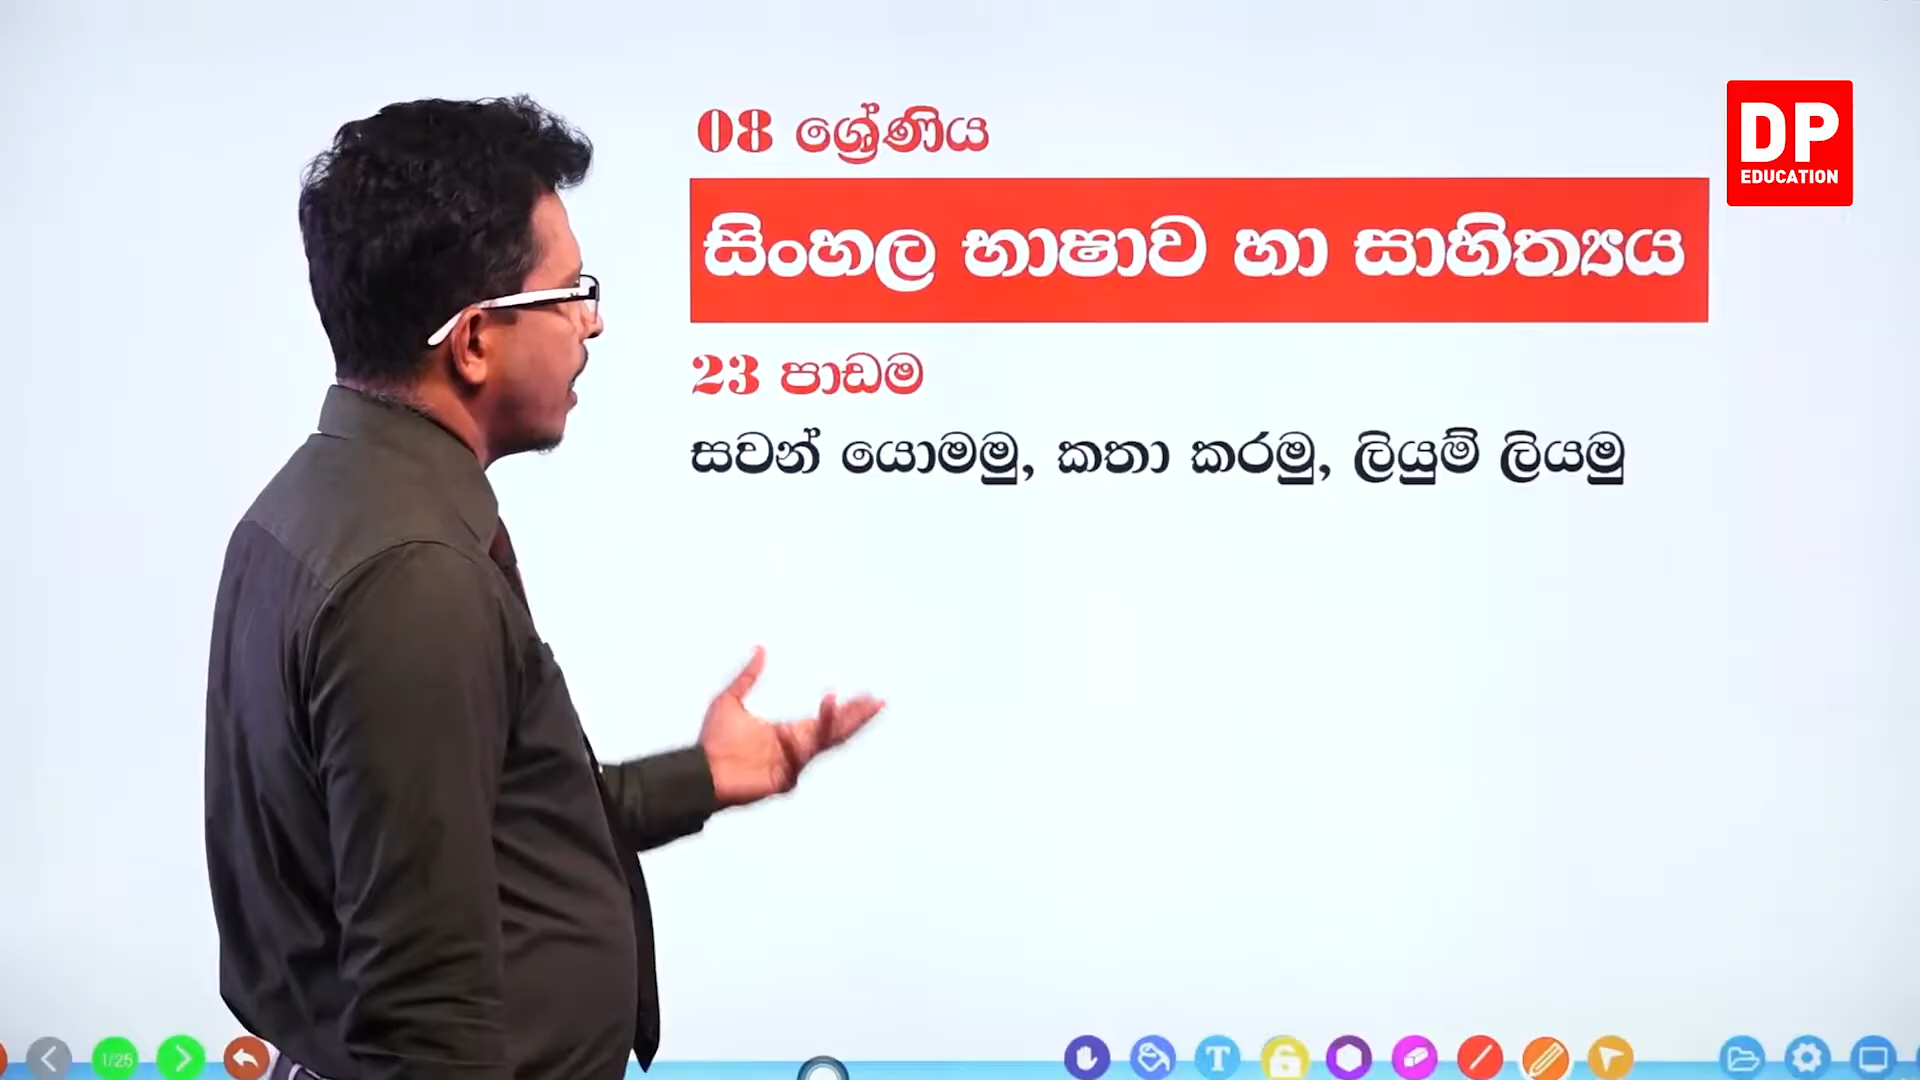 08 ශ්‍රේණිය
DP
EDUCATION
සිංහල භාෂාව හා සාහිත්‍යය
23 පාඩම
සවන් යොමමු, කතා කරමු, ලියුම් ලියමු
1/25
T